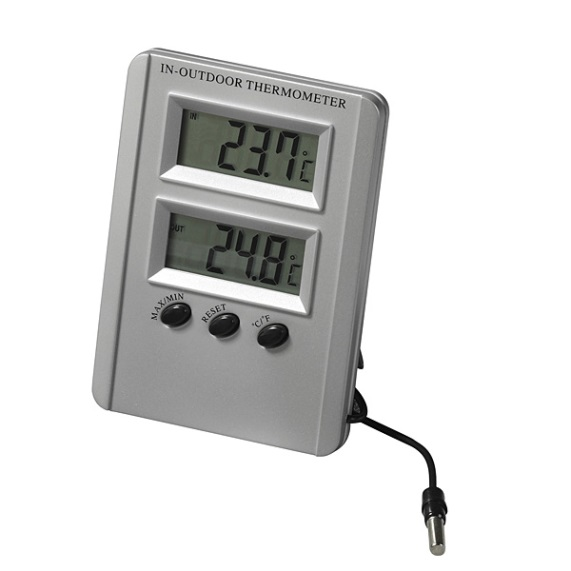 IN-OUTDOOR THERMOMETER
IN 23.7°C
OUT 24.8°C
MAX/MIN RESET °C/°F